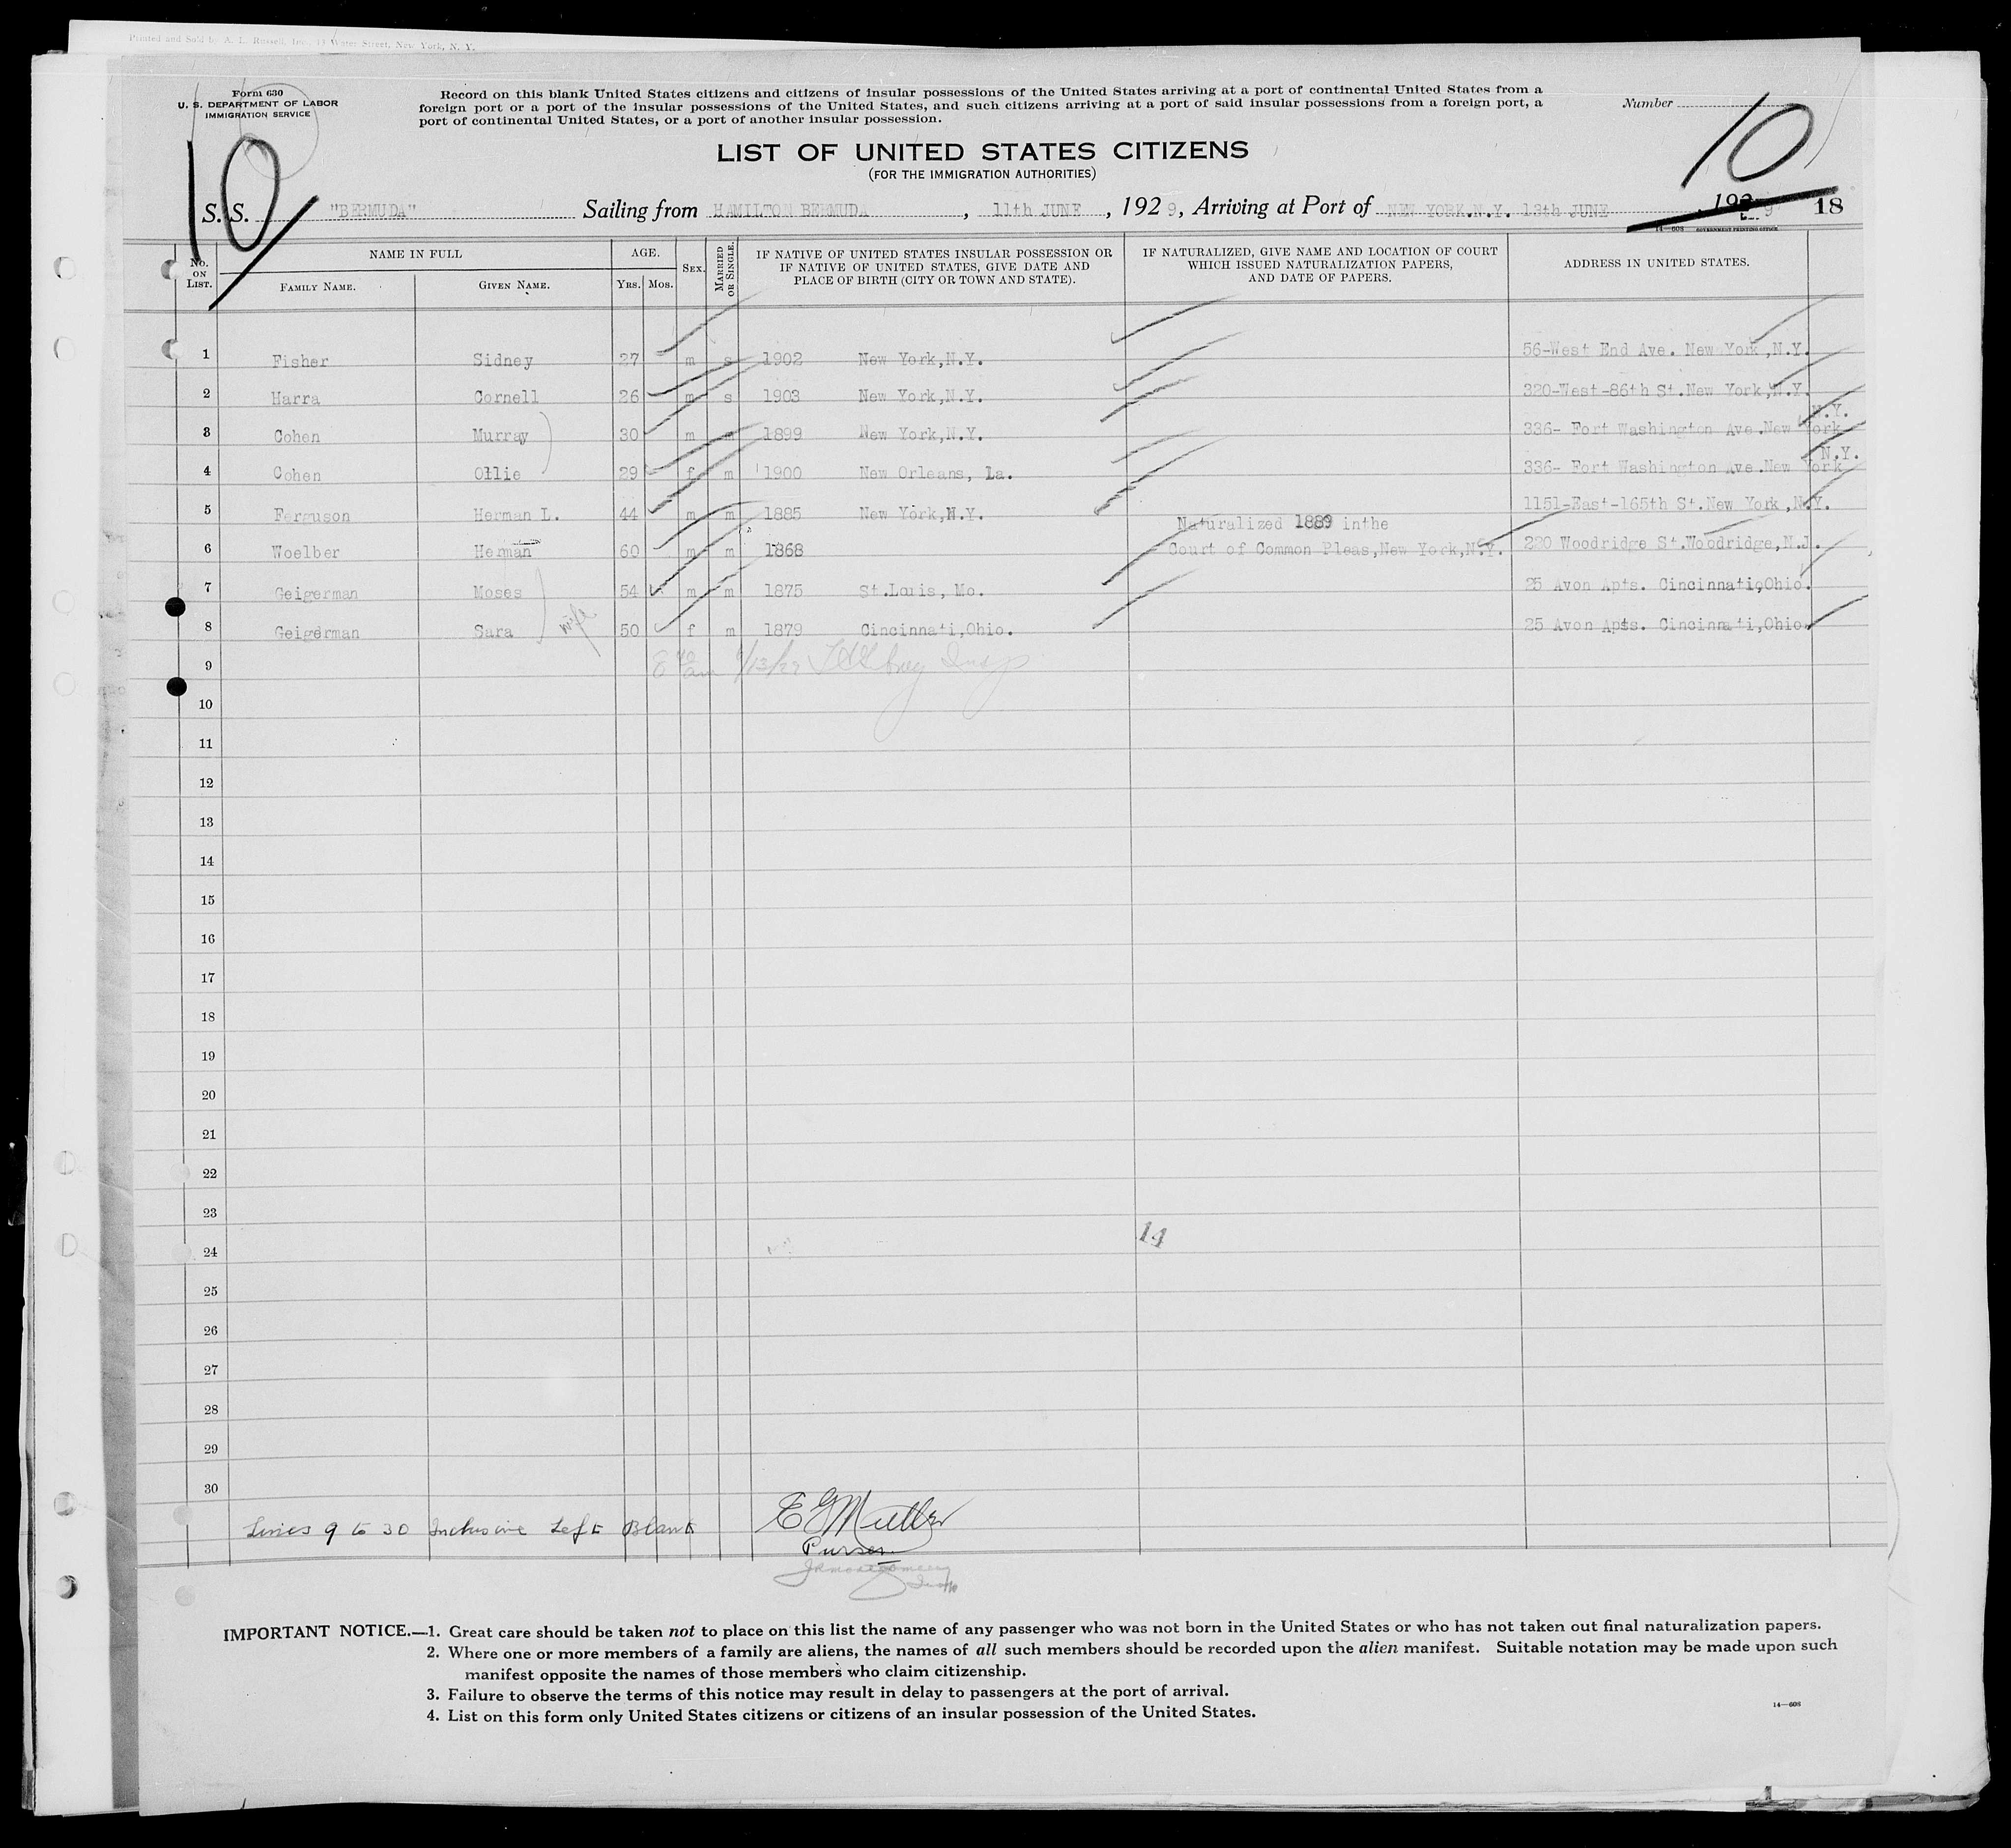 Printed and Sold by A. L. Russell, Inc., Water Street, New York, N. Y.
Form 630
U. S. DEPARTMENT OF LABOR
IMMIGRATION SERVICE
Record on this blank United States citizens and citizens of insular possessions of the United States arriving at a port of continental United States from a
foreign port or a port of the insular possessions of the United States, and such citizens arriving at a port of said insular possessions from a foreign port, a
port of continental United States, or a port of another insular possession.
Number
10
10
LIST OF UNITED STATES CITIZENS
(FOR THE IMMIGRATION AUTHORITIES)
S. S. "BERMUDA" Sailing from HAMILTON BERMUDA, 11th JUNE, 1929, Arriving at Port of NEW YORK.N.Y. 13th JUNE, 1929 18
14—608 GOVERNMENT PRINTING OFFICE
No. ON LIST. NAME IN FULL AGE. SEX. MARRIED OR SINGLE. IF NATIVE OF UNITED STATES INSULAR POSSESSION OR IF NATIVE OF UNITED STATES, GIVE DATE AND PLACE OF BIRTH (CITY OR TOWN AND STATE). IF NATURALIZED, GIVE NAME AND LOCATION OF COURT WHICH ISSUED NATURALIZATION PAPERS, AND DATE OF PAPERS. ADDRESS IN UNITED STATES.
FAMILY NAME. GIVEN NAME. YRS. MOS.
1 Fisher Sidney 27 m s 1902 New York,N.Y. 56-West End Ave. New York,N.Y.
2 Harra Cornell 26 m s 1903 New York,N.Y. 320-West-86th St.New York,N.Y.
3 Cohen Murray 30 m m 1899 New York,N.Y. 336- Fort Washington Ave.New York N.Y.
4 Cohen Ollie 29 f m 1900 New Orleans, La. 336- Fort Washington Ave.New York N.Y.
5 Ferguson Herman L. 44 m m 1885 New York,N.Y. 1151-East-165th St.New York,N.Y.
Naturalized 1889 inthe
6 Woelber Herman 60 m m 1868 Court of Common Pleas,New York,N.Y. 220 Woodridge St.Woodridge,N.J.
7 Geigerman Moses 54 m m 1875 St.Louis, Mo. 25 Avon Apts. Cincinnati,Ohio.
8 Geigerman Sara wife 50 f m 1879 Cincinnati,Ohio. 25 Avon Apts. Cincinnati,Ohio.
9 6/13/29
10
11
12
13
14
15
16
17
18
19
20
21
22
23
14
24
25
26
27
28
29
30
Lines 9 to 30 Inclusive Left Blank
Purser
IMPORTANT NOTICE.—1. Great care should be taken not to place on this list the name of any passenger who was not born in the United States or who has not taken out final naturalization papers.
2. Where one or more members of a family are aliens, the names of all such members should be recorded upon the alien manifest. Suitable notation may be made upon such
manifest opposite the names of those members who claim citizenship.
3. Failure to observe the terms of this notice may result in delay to passengers at the port of arrival.
4. List on this form only United States citizens or citizens of an insular possession of the United States.
14—608